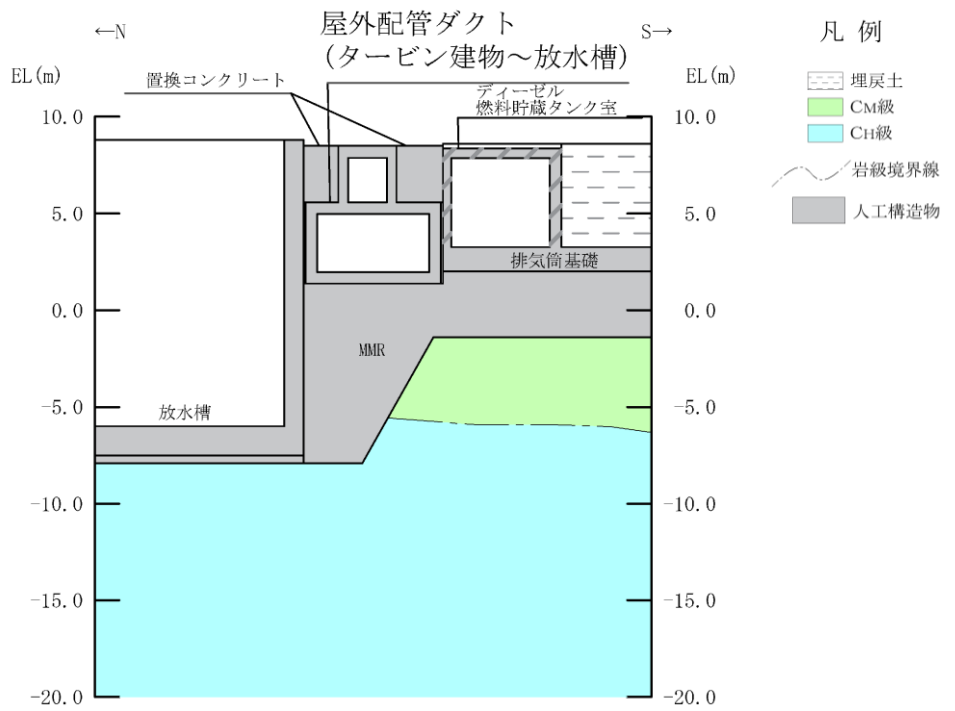 ←N
屋外配管ダクト
(タービン建物～放水槽)
S→
凡 例
EL(m)
置換コンクリート
ディーゼル
燃料貯蔵タンク室
EL(m)
埋戻土
CM級
CH級
岩級境界線
人工構造物
10.0
5.0
0.0
-5.0
-10.0
-15.0
-20.0
排気筒基礎
MMR
放水槽
10.0
5.0
0.0
-5.0
-10.0
-15.0
-20.0